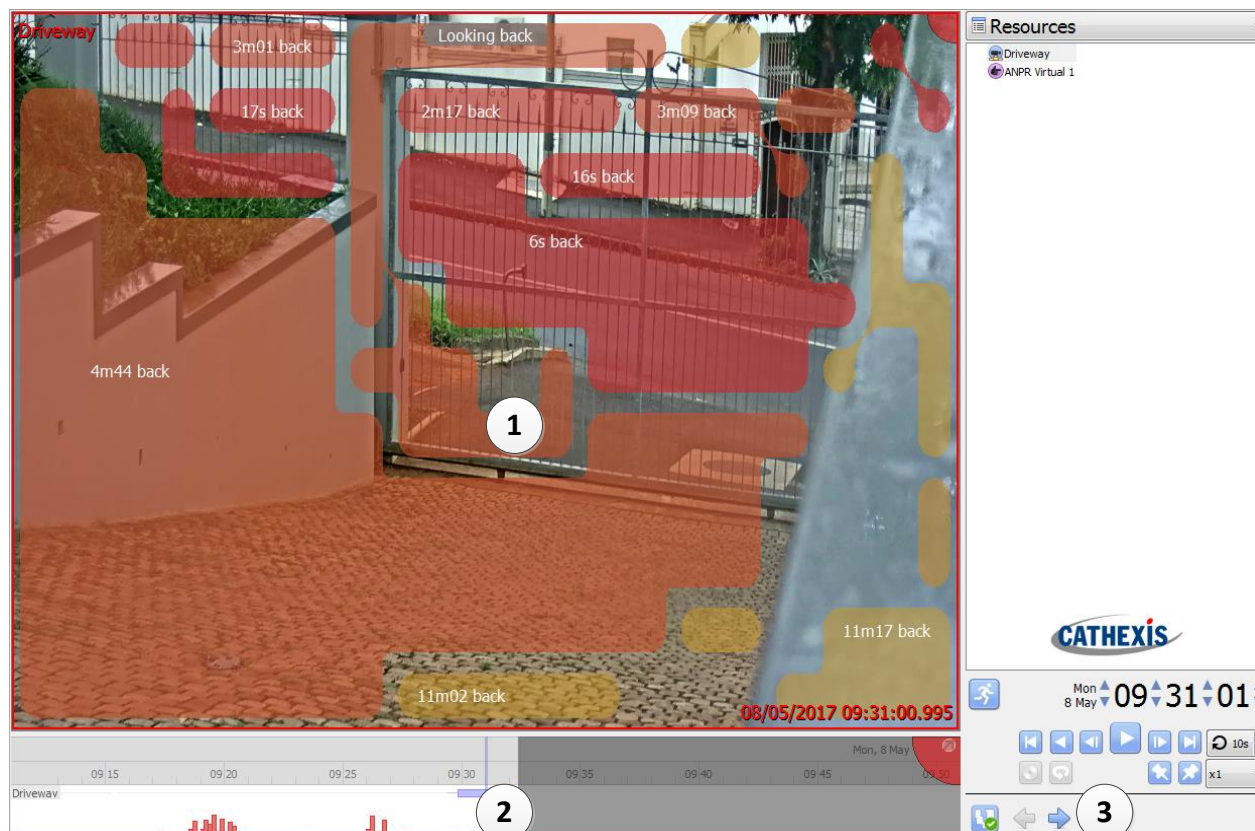 Driveway
3m01 back
Looking back
17s back
2m17 back
3m09 back
16s back
6s back
4m44 back
1
11m17 back
11m02 back
08/05/2017 09:31:00.995
Resources
Driveway
ANPR Virtual 1
CATHEXIS
Mon
8 May
09 31 01
10s
x1
3
Mon, 8 May
09:15 09:20 09:25 09:30 09:35 09:40 09:45 09:50
Driveway
2